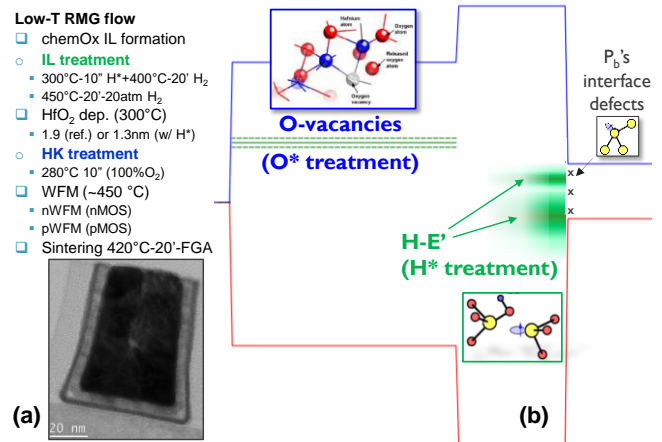 Low-T RMG flow
❑ chemOx IL formation
○ IL treatment
▪ 300°C-10” H*+400°C-20’ H₂
▪ 450°C-20’-20atm H₂
❑ HfO₂ dep. (300°C)
▪ 1.9 (ref.) or 1.3nm (w/ H*)
○ HK treatment
▪ 280°C 10” (100%O₂)
❑ WFM (~450 °C)
▪ nWFM (nMOS)
▪ pWFM (pMOS)
❑ Sintering 420°C-20’-FGA
20 nm
(a)
Hafnium
atom
Oxygen
atom
Released
oxygen
atom
Oxygen
vacancy
O-vacancies
(O* treatment)
P_b’s
interface
defects
x
x
x
H-E’
(H* treatment)
(b)